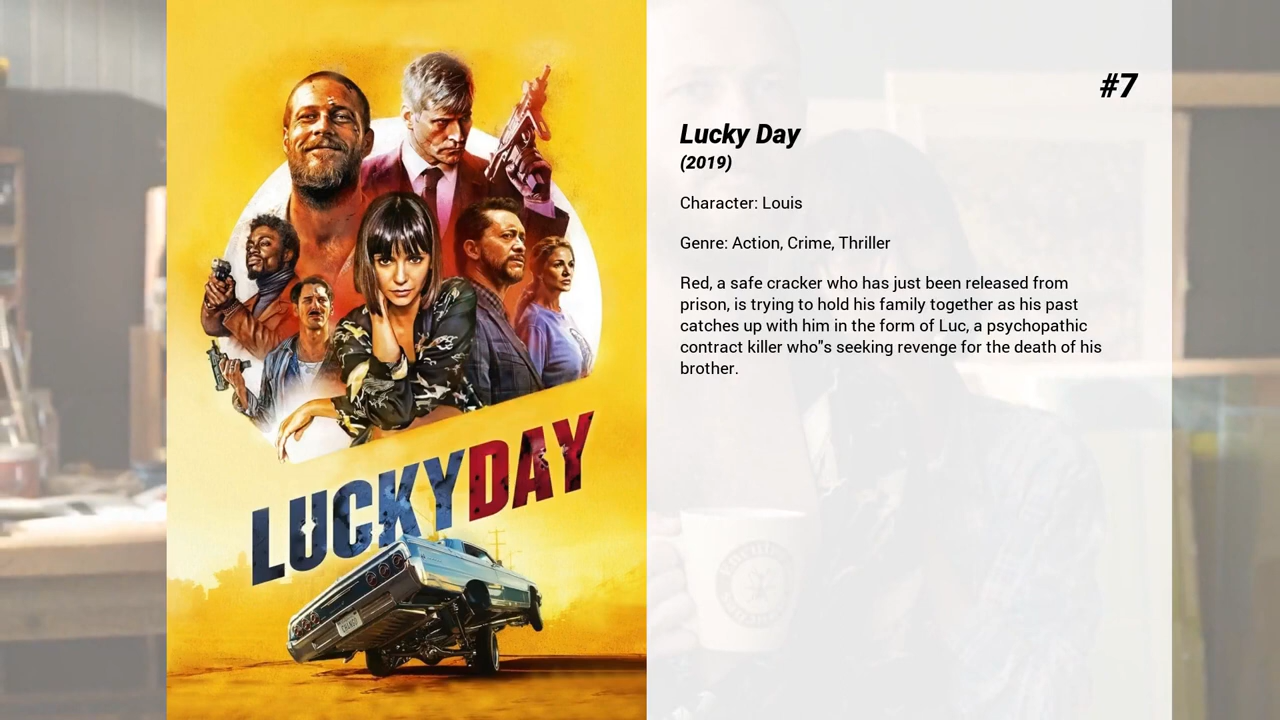 #7
Lucky Day
(2019)
Character: Louis
Genre: Action, Crime, Thriller
Red, a safe cracker who has just been released from
prison, is trying to hold his family together as his past
catches up with him in the form of Luc, a psychopathic
contract killer who"s seeking revenge for the death of his
brother.
LUCKYDAY